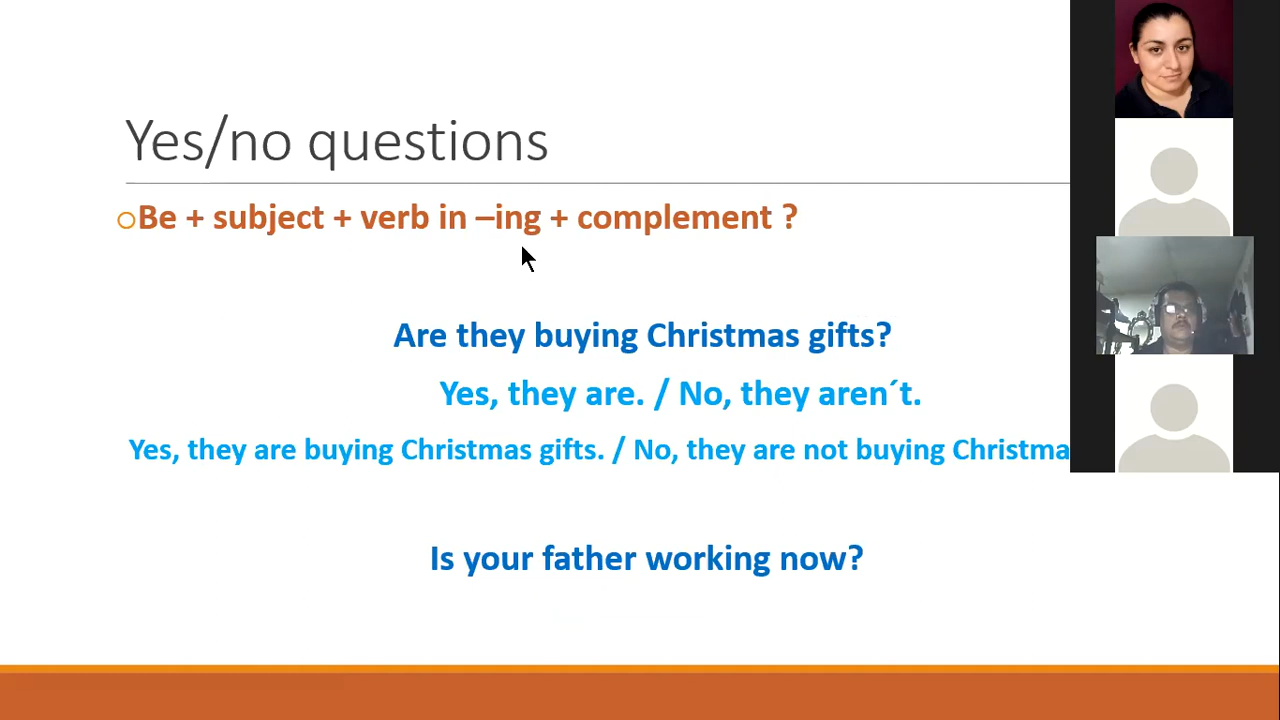 Yes/no questions
Be + subject + verb in –ing + complement ?
Are they buying Christmas gifts?
Yes, they are. / No, they aren´t.
Yes, they are buying Christmas gifts. / No, they are not buying Christma
Is your father working now?